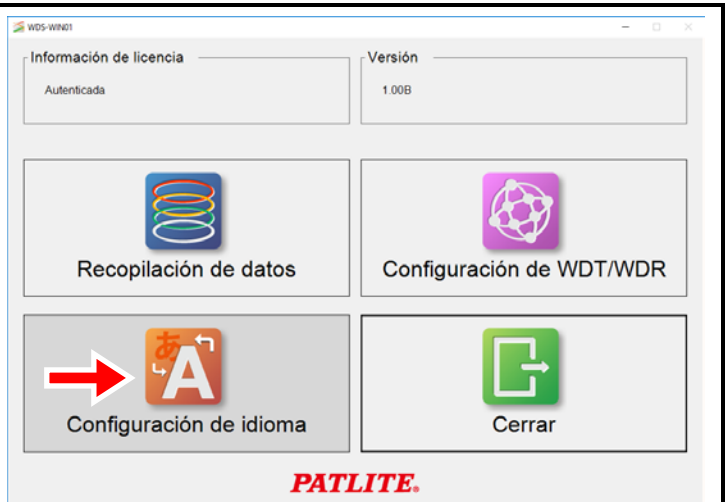 WDS-WIN01
Información de licencia
Autenticada
Versión
1.00B
Recopilación de datos
Configuración de WDT/WDR
あ
A
Configuración de idioma
Cerrar
PATLITE®